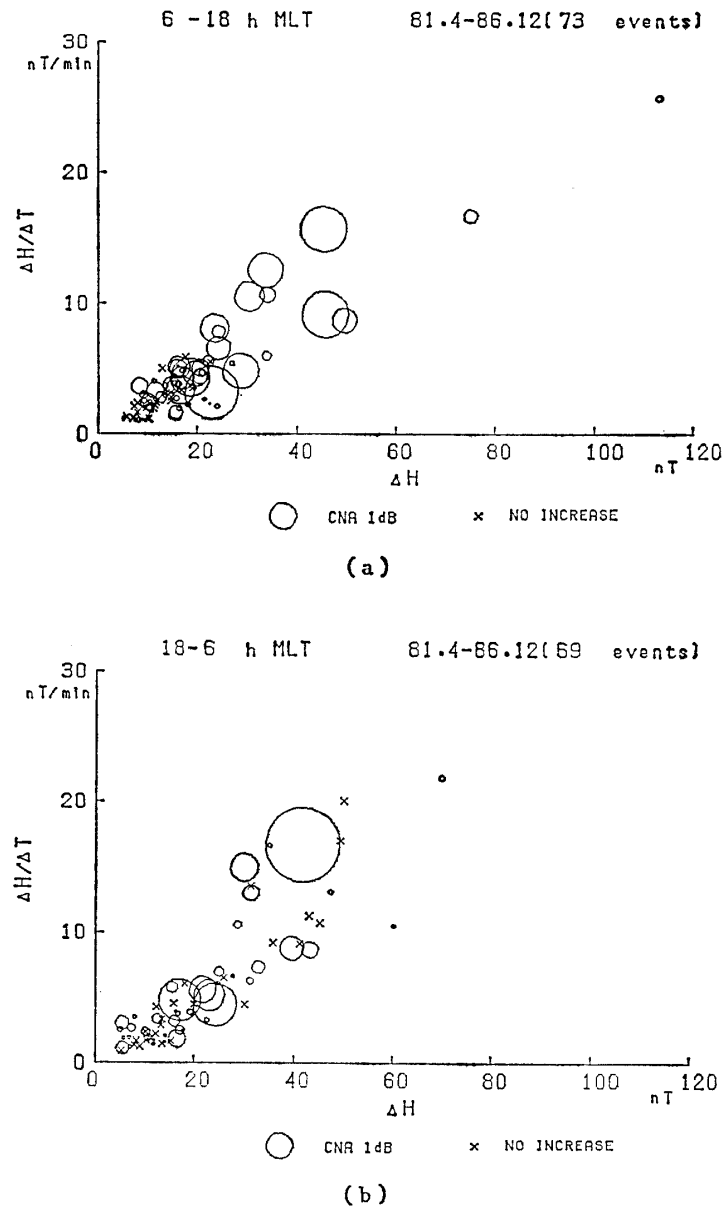 6 -18 h MLT 81.4-86.12( 73 events)
30
nT/min
20
10
0
ΔH/ΔT
0 20 40 60 80 100 120
ΔH nT
CNA 1dB × NO INCREASE
(a)
18-6 h MLT 81.4-86.12( 69 events)
30
nT/min
20
10
0
ΔH/ΔT
0 20 40 60 80 100 120
ΔH nT
CNA 1dB × NO INCREASE
(b)